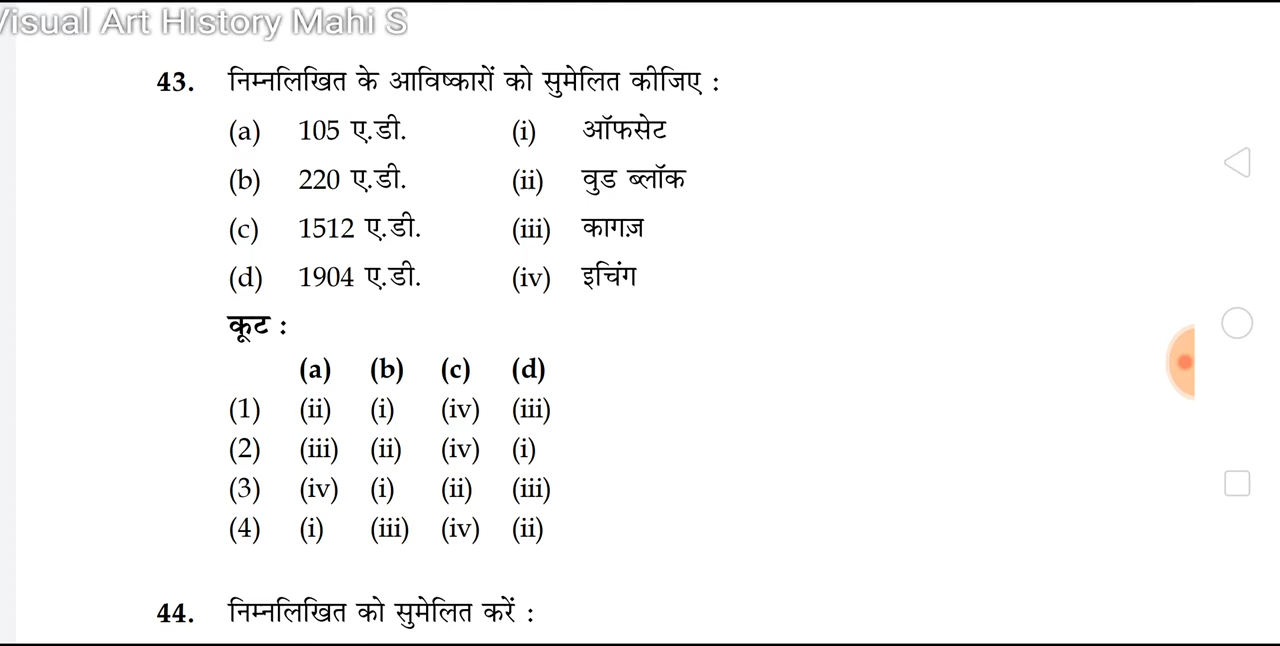 Visual Art History Mahi S
43. निम्नलिखित के आविष्कारों को सुमेलित कीजिए :
(a) 105 ए.डी. (i) ऑफसेट
(b) 220 ए.डी. (ii) वुड ब्लॉक
(c) 1512 ए.डी. (iii) कागज़
(d) 1904 ए.डी. (iv) इचिंग
कूट :
(a) (b) (c) (d)
(1) (ii) (i) (iv) (iii)
(2) (iii) (ii) (iv) (i)
(3) (iv) (i) (ii) (iii)
(4) (i) (iii) (iv) (ii)
44. निम्नलिखित को सुमेलित करें :